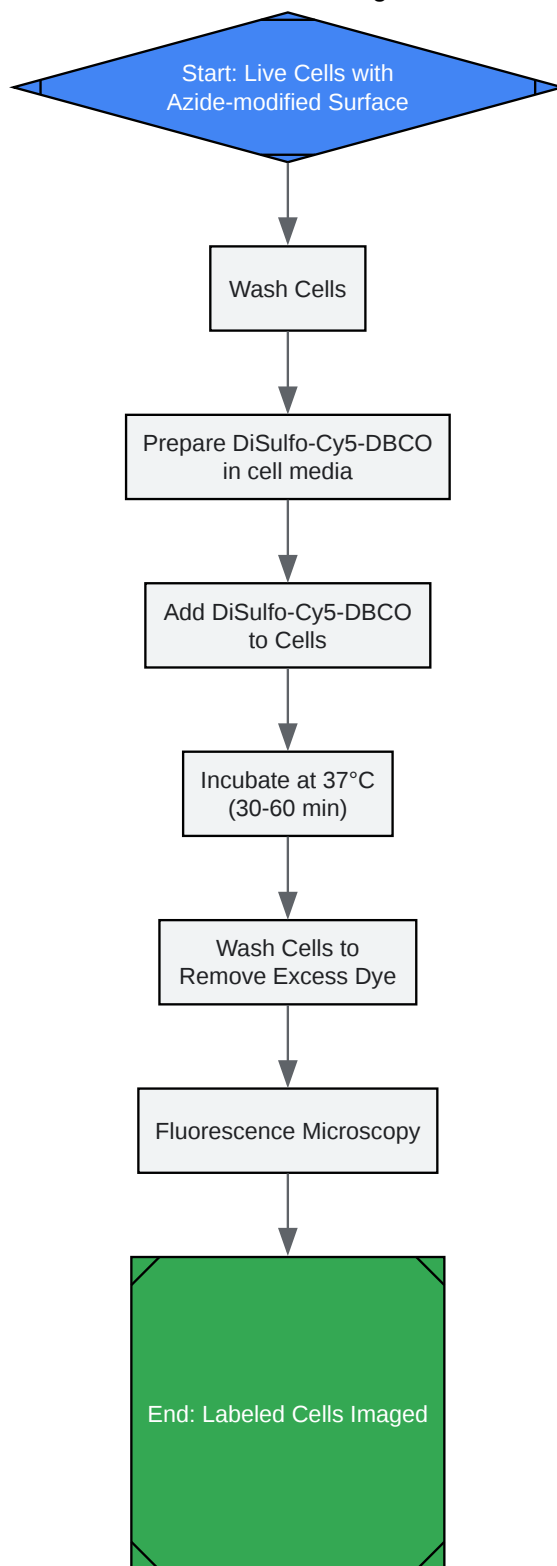 Start: Live Cells with
Azide-modified Surface
Wash Cells
Prepare DiSulfo-Cy5-DBCO
in cell media
Add DiSulfo-Cy5-DBCO
to Cells
Incubate at 37°C
(30-60 min)
Wash Cells to
Remove Excess Dye
Fluorescence Microscopy
End: Labeled Cells Imaged